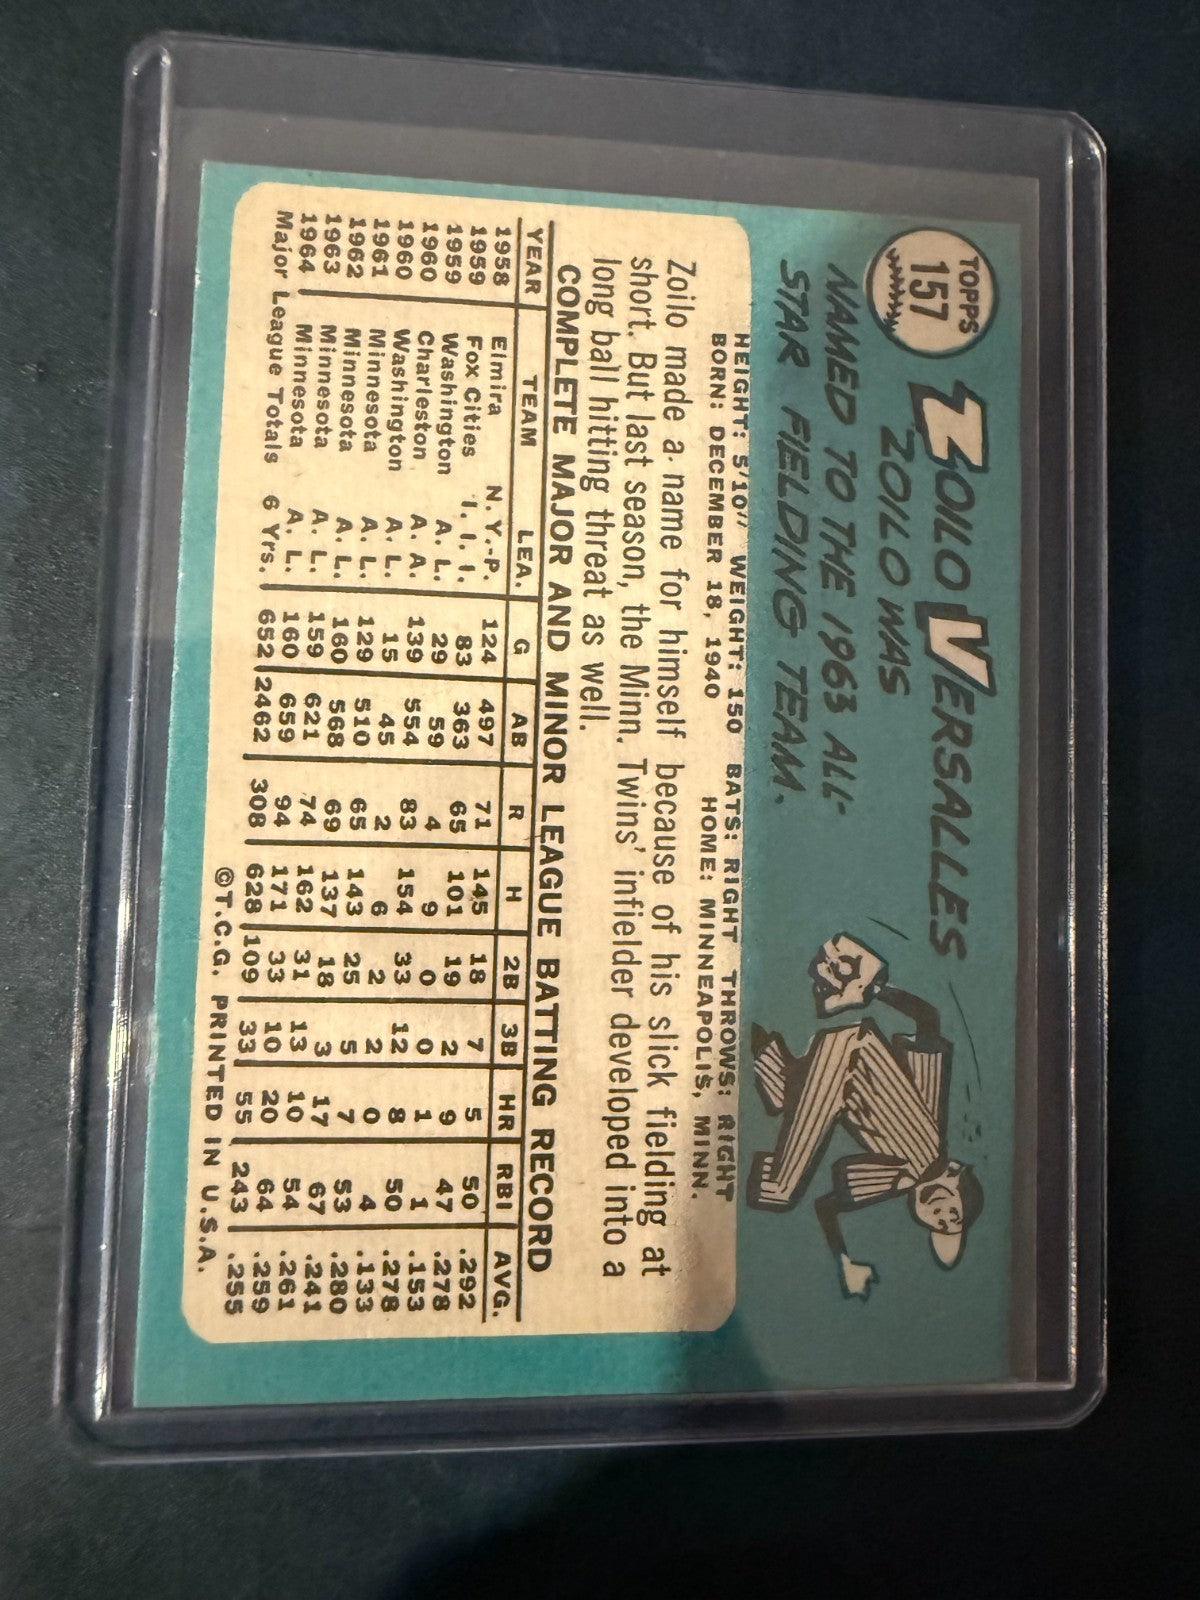 TOPPS
157
ZOILO VERSALLES
ZOILO WAS
NAMED TO THE 1963 ALL-
STAR FIELDING TEAM.
HEIGHT: 5'10" WEIGHT: 150 BATS: RIGHT THROWS: RIGHT
BORN: DECEMBER 18, 1940 HOME: MINNEAPOLIS, MINN.
Zoilo made a name for himself because of his slick fielding at
short. But last season, the Minn. Twins' infielder developed into a
long ball hitting threat as well.
COMPLETE MAJOR AND MINOR LEAGUE BATTING RECORD
YEAR TEAM LEA. G AB R H 2B 3B HR RBI AVG.
1958 Elmira N.Y.-P. 124 497 71 145 18 7 5 50 .292
1959 Fox Cities I. I. I. 83 363 65 101 19 2 9 47 .278
1959 Washington A. L. 29 59 4 9 0 0 1 1 .153
1960 Charleston A. A. 139 554 83 154 33 12 8 50 .278
1960 Washington A. L. 15 45 2 6 2 2 0 4 .133
1961 Minnesota A. L. 129 510 65 143 25 5 7 53 .280
1962 Minnesota A. L. 160 568 69 137 18 3 17 67 .241
1963 Minnesota A. L. 159 621 74 162 31 13 10 54 .261
1964 Minnesota A. L. 160 659 94 171 33 10 20 64 .259
Major League Totals 6 Yrs. 652 2462 308 628 109 33 55 243 .255
©T.C.G. PRINTED IN U.S.A.